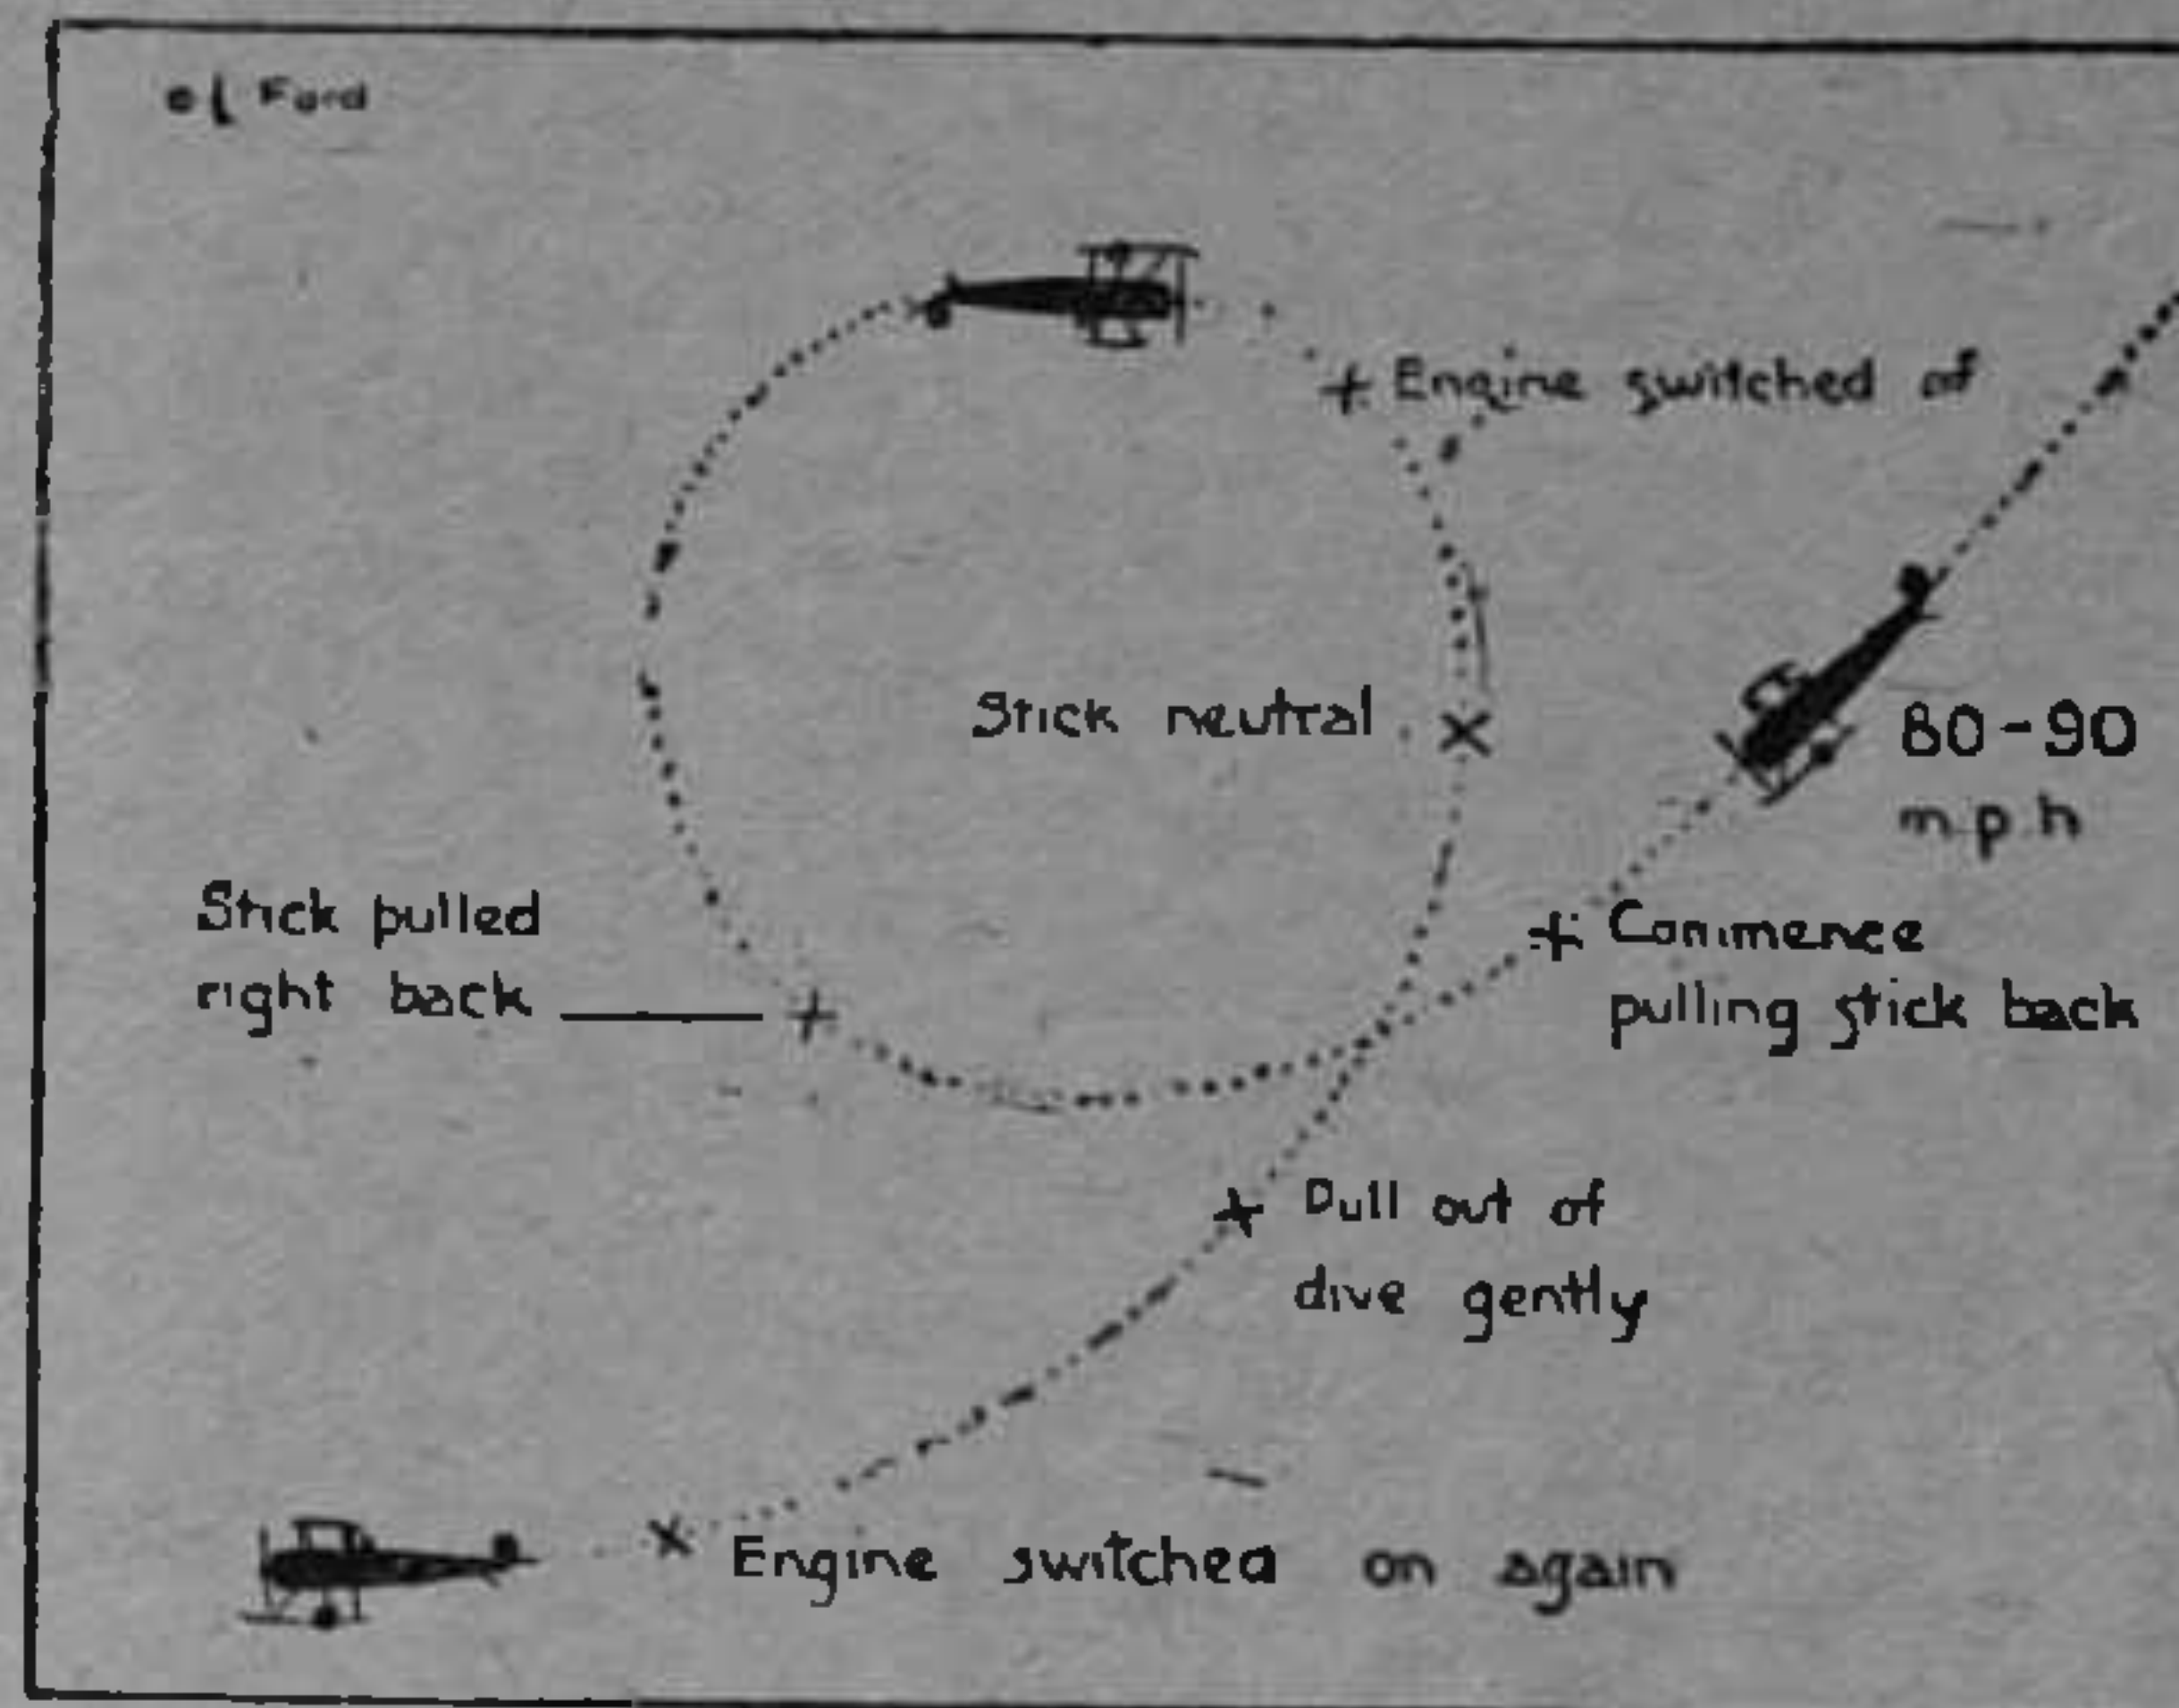 Ford
Engine switched of
Stick neutral
80-90
m.p.h
Stick pulled
right back
Commence
pulling stick back
Pull out of
dive gently
Engine switched on again